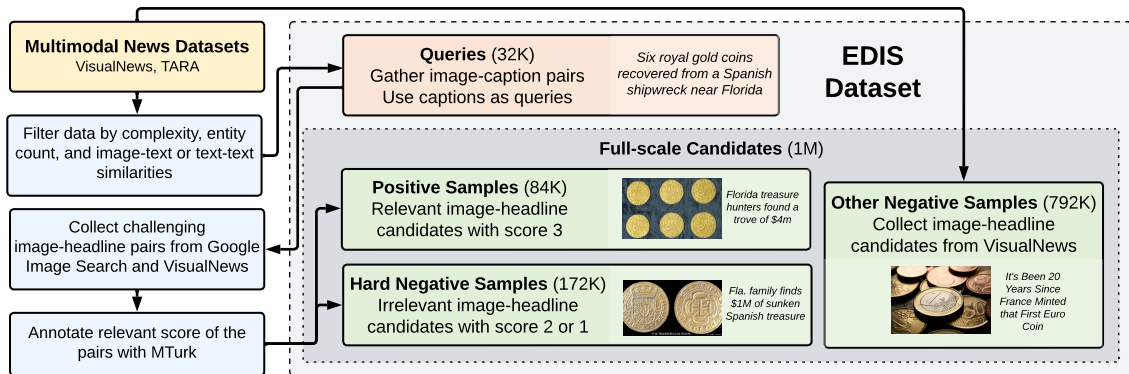 Multimodal News Datasets
VisualNews, TARA
Filter data by complexity, entity
count, and image-text or text-text
similarities
Collect challenging
image-headline pairs from Google
Image Search and VisualNews
Annotate relevant score of the
pairs with MTurk
Queries (32K)
Gather image-caption pairs
Use captions as queries
Six royal gold coins
recovered from a Spanish
shipwreck near Florida
EDIS
Dataset
Full-scale Candidates (1M)
Positive Samples (84K)
Relevant image-headline
candidates with score 3
Florida treasure
hunters found a
trove of $4m
Hard Negative Samples (172K)
Irrelevant image-headline
candidates with score 2 or 1
Fla. family finds
$1M of sunken
Spanish treasure
Other Negative Samples (792K)
Collect image-headline
candidates from VisualNews
It's Been 20
Years Since
France Minted
that First Euro
Coin